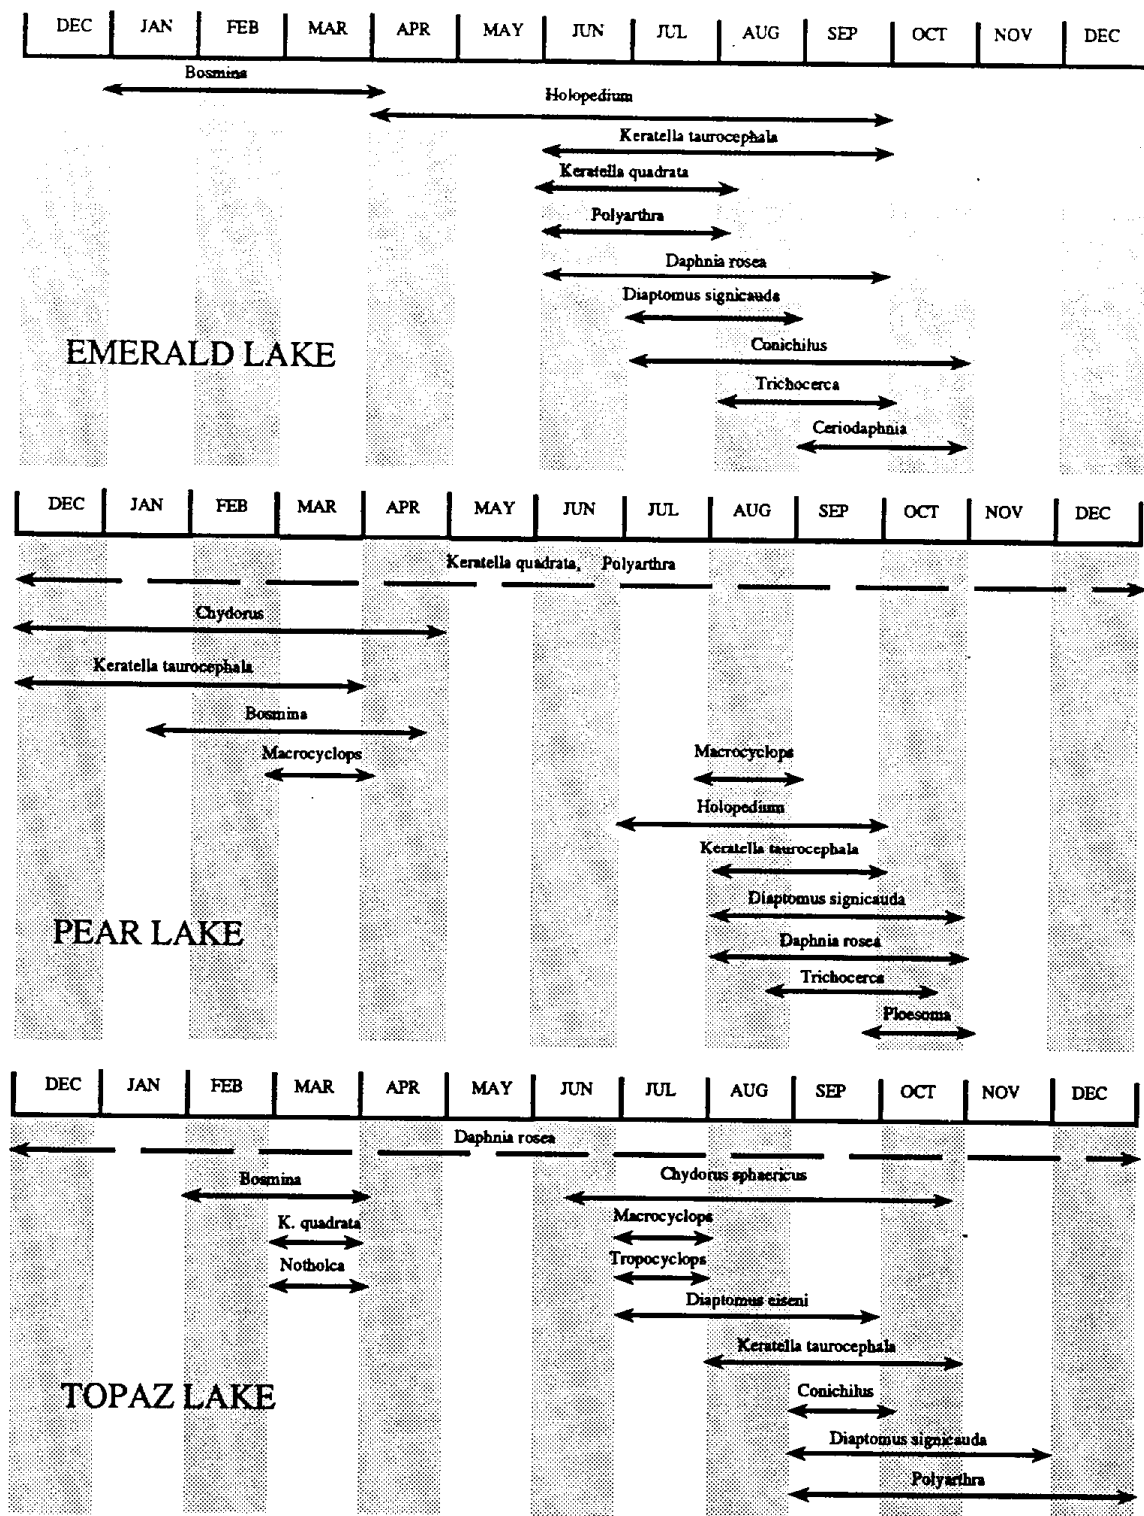 DEC JAN FEB MAR APR MAY JUN JUL AUG SEP OCT NOV DEC
Bosmina
Holopedium
Keratella taurocephala
Keratella quadrata
Polyarthra
Daphnia rosea
Diaptomus signicauda
EMERALD LAKE
Conichilus
Trichocerca
Ceriodaphnia
DEC JAN FEB MAR APR MAY JUN JUL AUG SEP OCT NOV DEC
Keratella quadrata, Polyarthra
Chydorus
Keratella taurocephala
Bosmina
Macrocyclops Macrocyclops
Holopedium
Keratella taurocephala
Diaptomus signicauda
PEAR LAKE
Daphnia rosea
Trichocerca
Ploesoma
DEC JAN FEB MAR APR MAY JUN JUL AUG SEP OCT NOV DEC
Daphnia rosea
Bosmina Chydorus sphaericus
K. quadrata Macrocyclops
Notholca Tropocyclops
Diaptomus eiseni
Keratella taurocephala
TOPAZ LAKE
Conichilus
Diaptomus signicauda
Polyarthra